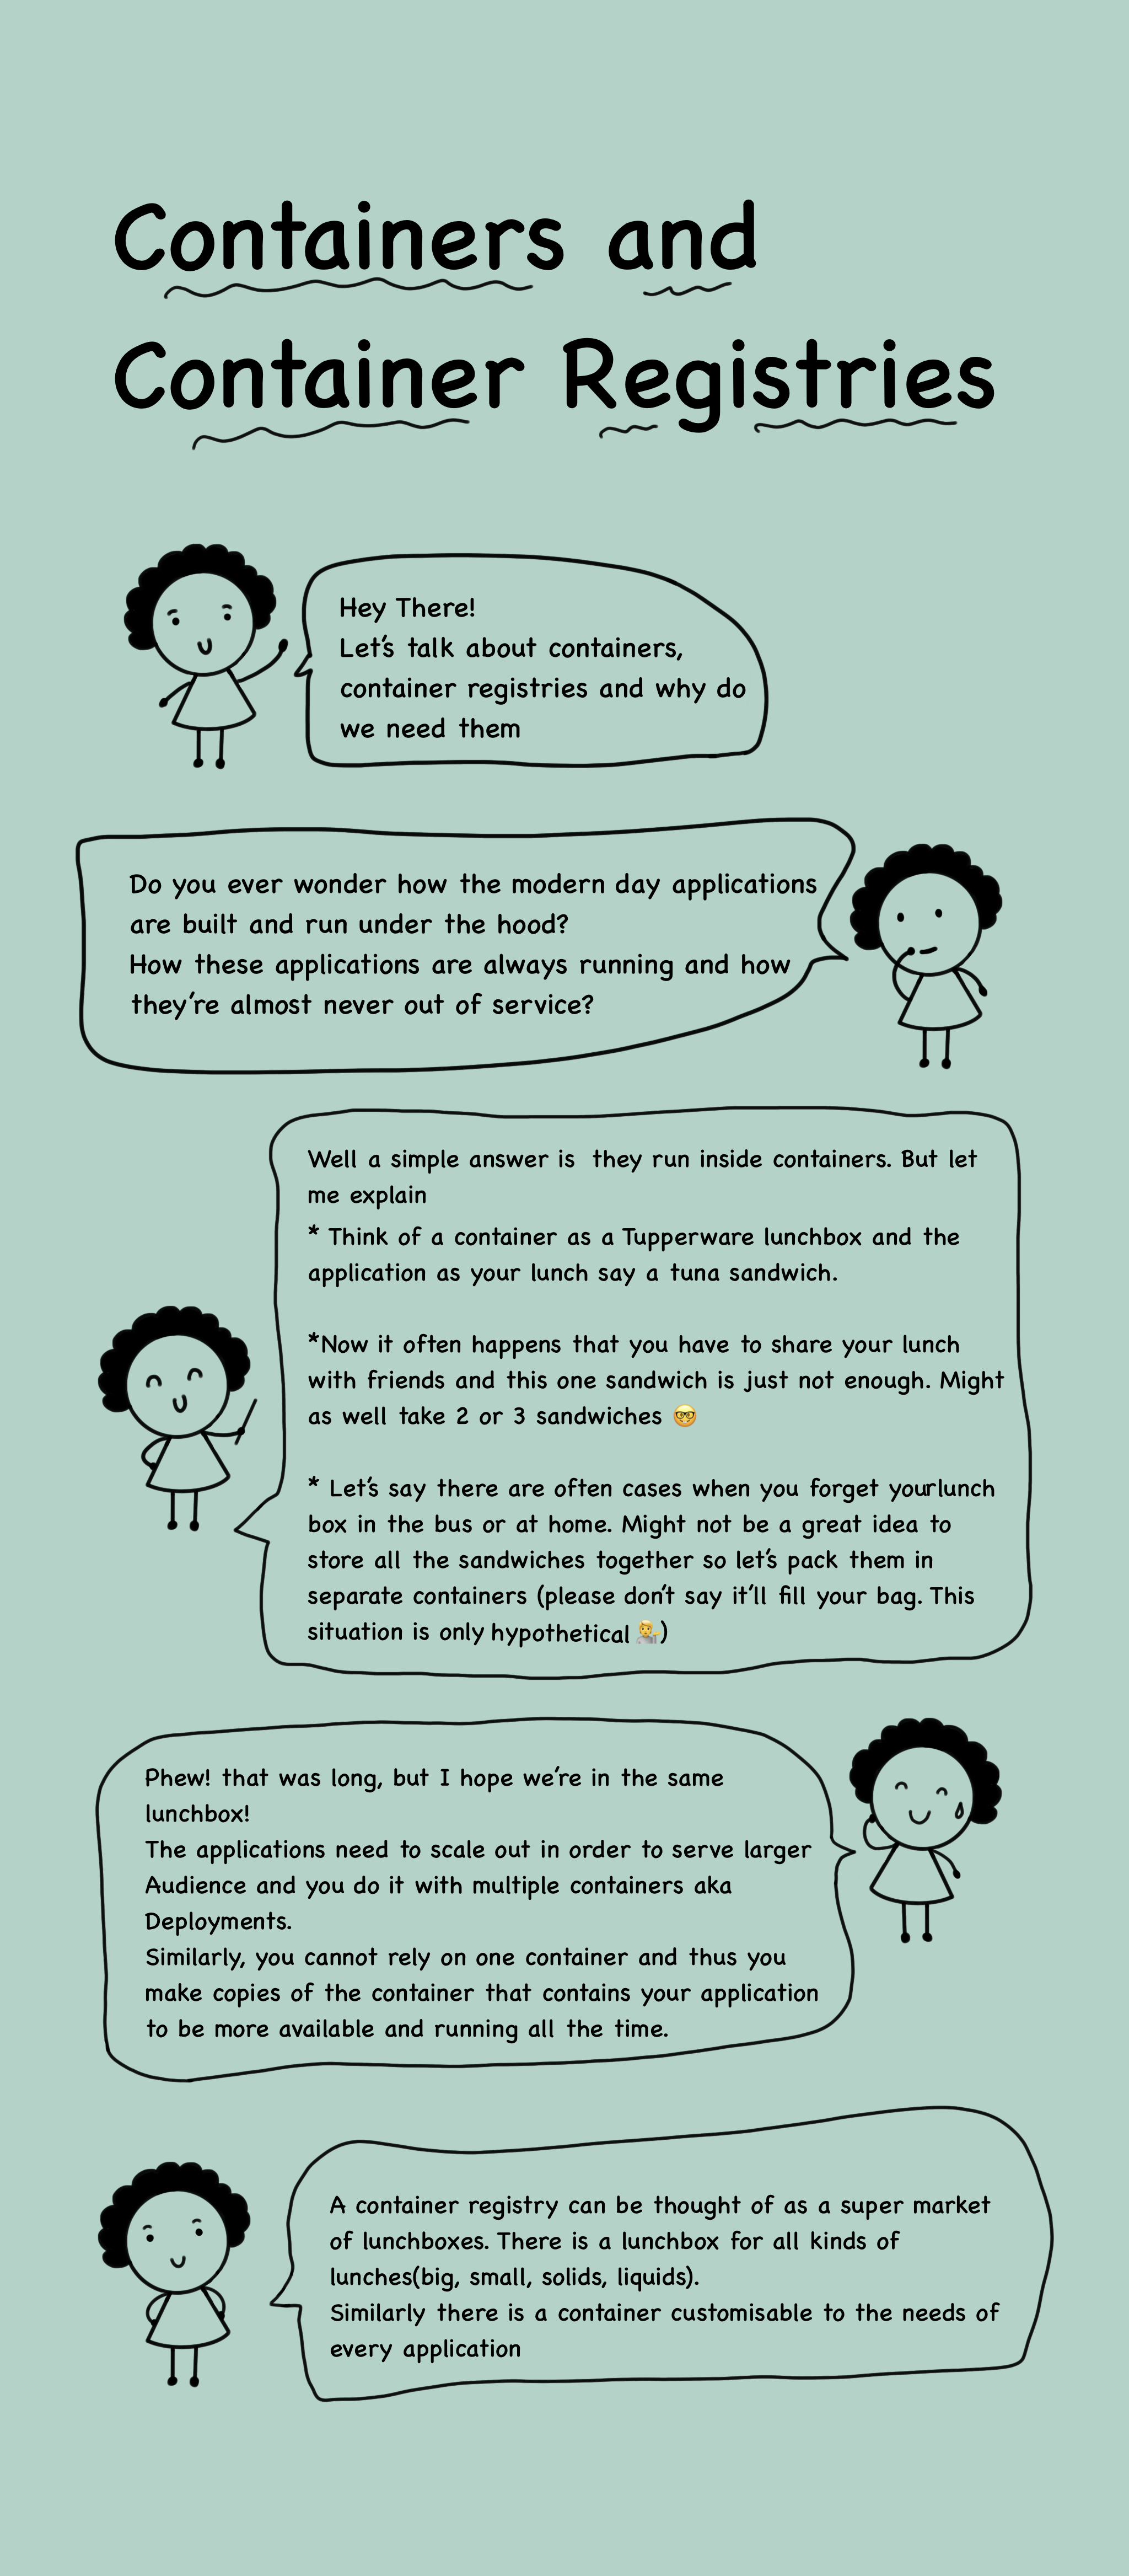 Containers and
Container Registries
Hey There!
Let's talk about containers,
container registries and why do
we need them
Do you ever wonder how the modern day applications
are built and run under the hood?
How these applications are always running and how
they're almost never out of service?
Well a simple answer is they run inside containers. But let
me explain
* Think of a container as a Tupperware lunchbox and the
application as your lunch say a tuna sandwich.
*Now it often happens that you have to share your lunch
with friends and this one sandwich is just not enough. Might
as well take 2 or 3 sandwiches 🤓
* Let's say there are often cases when you forget yourlunch
box in the bus or at home. Might not be a great idea to
store all the sandwiches together so let's pack them in
separate containers (please don't say it'll fill your bag. This
situation is only hypothetical 💁‍♂️)
Phew! that was long, but I hope we're in the same
lunchbox!
The applications need to scale out in order to serve larger
Audience and you do it with multiple containers aka
Deployments.
Similarly, you cannot rely on one container and thus you
make copies of the container that contains your application
to be more available and running all the time.
A container registry can be thought of as a super market
of lunchboxes. There is a lunchbox for all kinds of
lunches(big, small, solids, liquids).
Similarly there is a container customisable to the needs of
every application